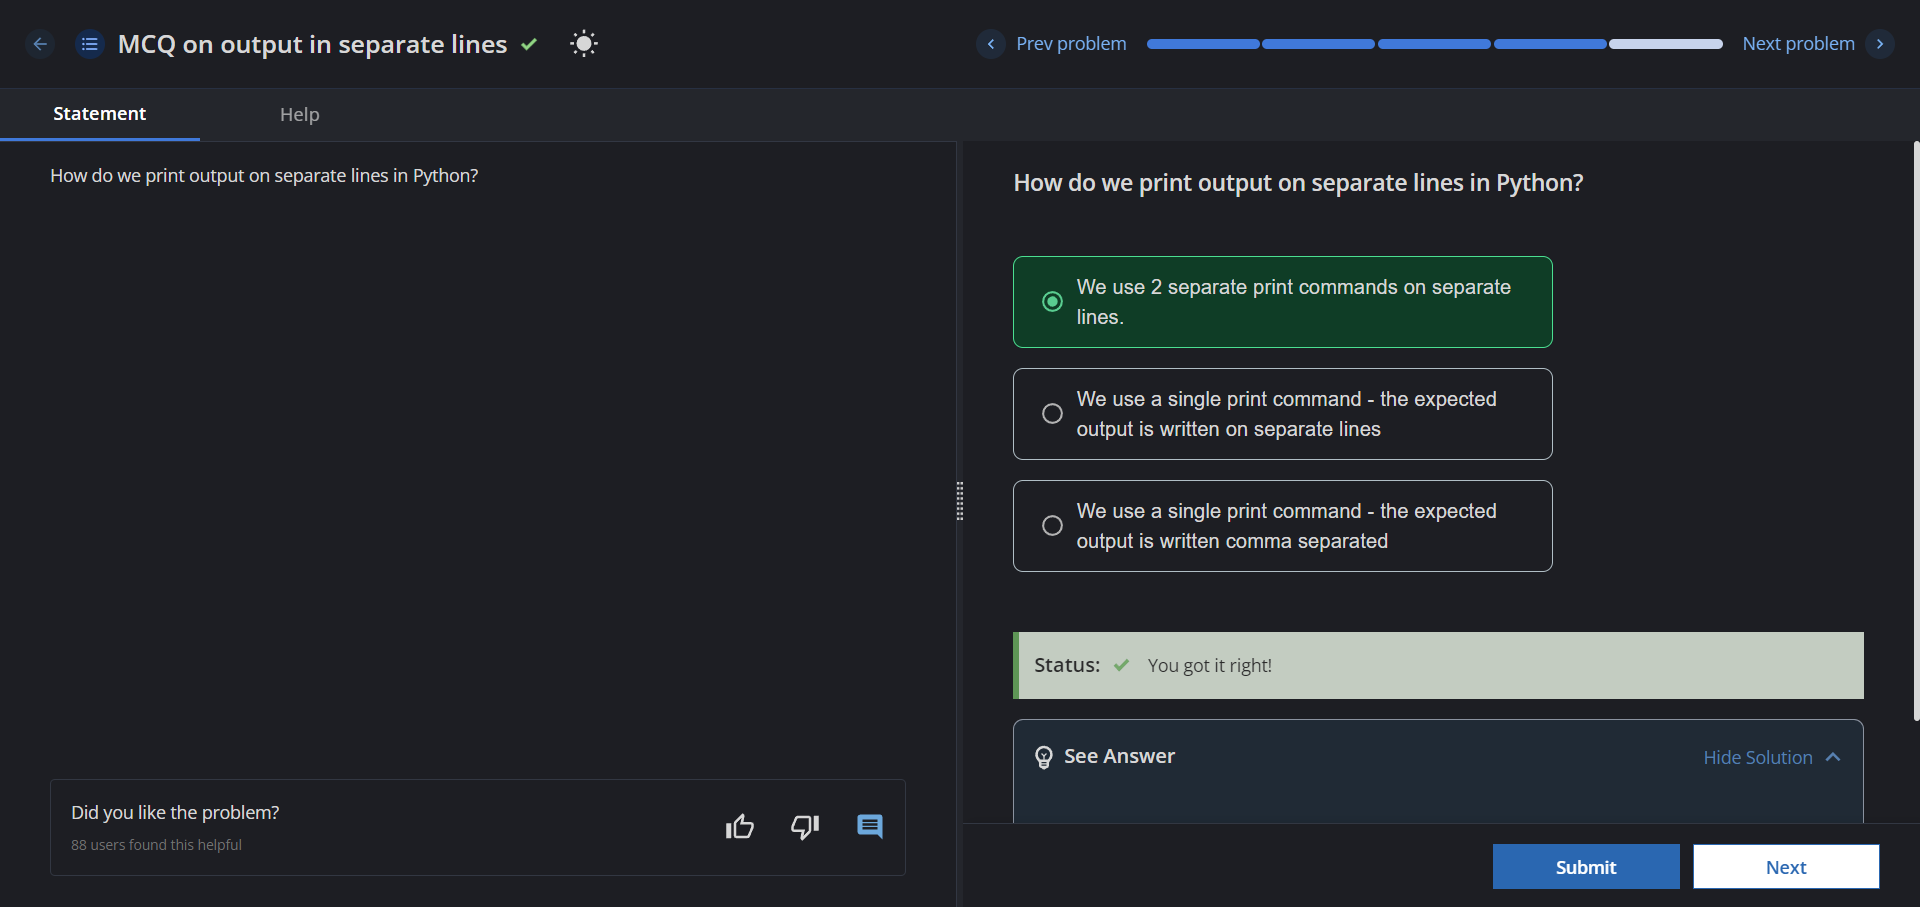 MCQ on output in separate lines
Prev problem
Next problem
Statement
Help
How do we print output on separate lines in Python?
How do we print output on separate lines in Python?
We use 2 separate print commands on separate
lines.
We use a single print command - the expected
output is written on separate lines
We use a single print command - the expected
output is written comma separated
Status:
You got it right!
See Answer
Hide Solution
Did you like the problem?
88 users found this helpful
Submit
Next